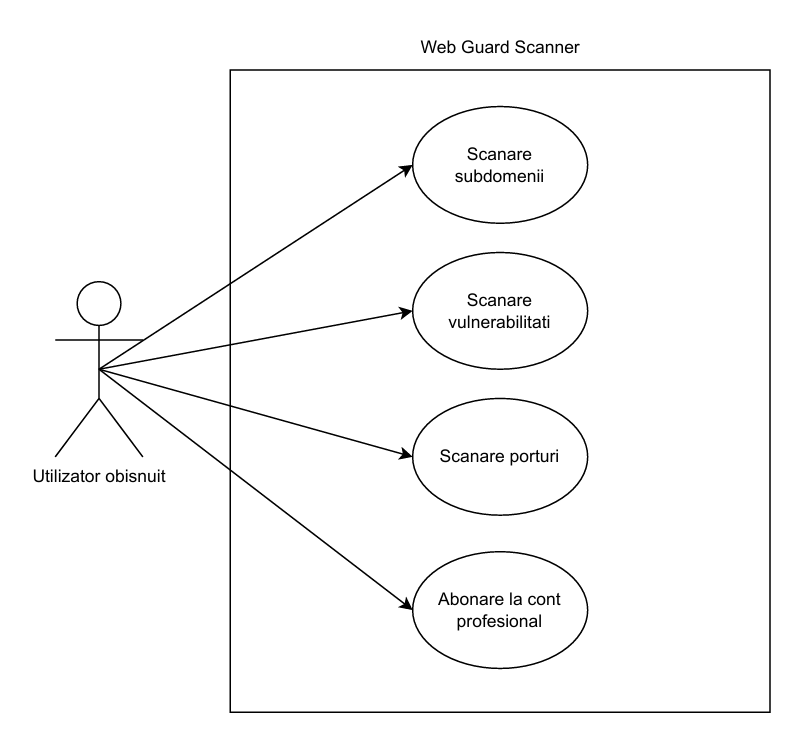 Web Guard Scanner
Scanare
subdomenii
Scanare
vulnerabilitati
Scanare porturi
Utilizator obisnuit
Abonare la cont
profesional